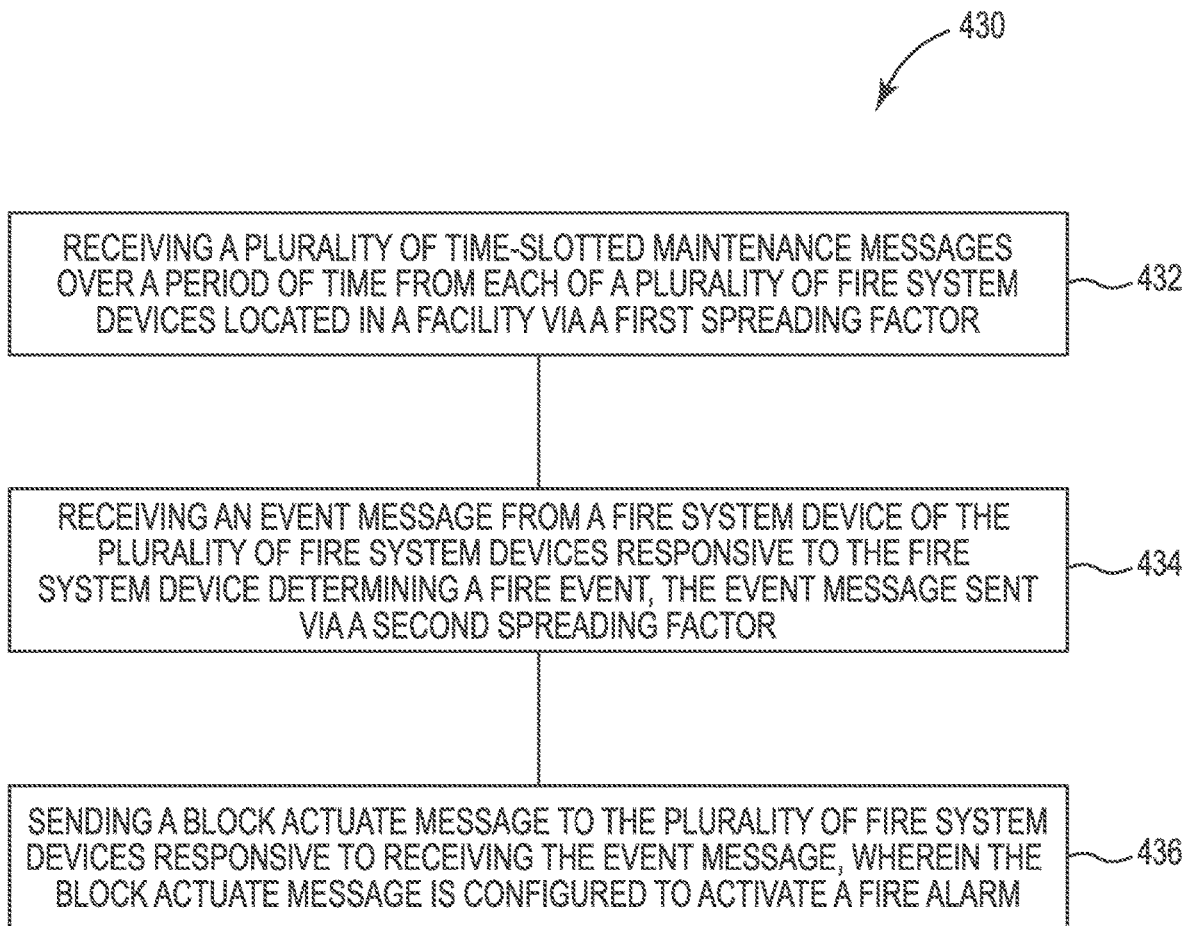 430
RECEIVING A PLURALITY OF TIME-SLOTTED MAINTENANCE MESSAGES
OVER A PERIOD OF TIME FROM EACH OF A PLURALITY OF FIRE SYSTEM
DEVICES LOCATED IN A FACILITY VIA A FIRST SPREADING FACTOR
432
RECEIVING AN EVENT MESSAGE FROM A FIRE SYSTEM DEVICE OF THE
PLURALITY OF FIRE SYSTEM DEVICES RESPONSIVE TO THE FIRE
SYSTEM DEVICE DETERMINING A FIRE EVENT, THE EVENT MESSAGE SENT
VIA A SECOND SPREADING FACTOR
434
SENDING A BLOCK ACTUATE MESSAGE TO THE PLURALITY OF FIRE SYSTEM
DEVICES RESPONSIVE TO RECEIVING THE EVENT MESSAGE, WHEREIN THE
BLOCK ACTUATE MESSAGE IS CONFIGURED TO ACTIVATE A FIRE ALARM
436